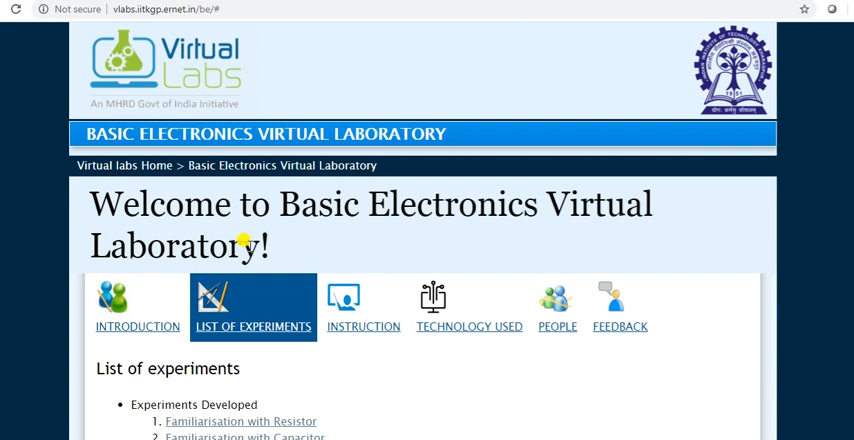 Not secure | vlabs.iitkgp.ernet.in/be/#
Virtual
Labs
An MHRD Govt of India Initiative
1951
BASIC ELECTRONICS VIRTUAL LABORATORY
Virtual labs Home > Basic Electronics Virtual Laboratory
Welcome to Basic Electronics Virtual
Laboratory!
INTRODUCTION
LIST OF EXPERIMENTS
INSTRUCTION
TECHNOLOGY USED
PEOPLE
FEEDBACK
List of experiments
• Experiments Developed
1. Familiarisation with Resistor
2. Familiarisation with Capacitor